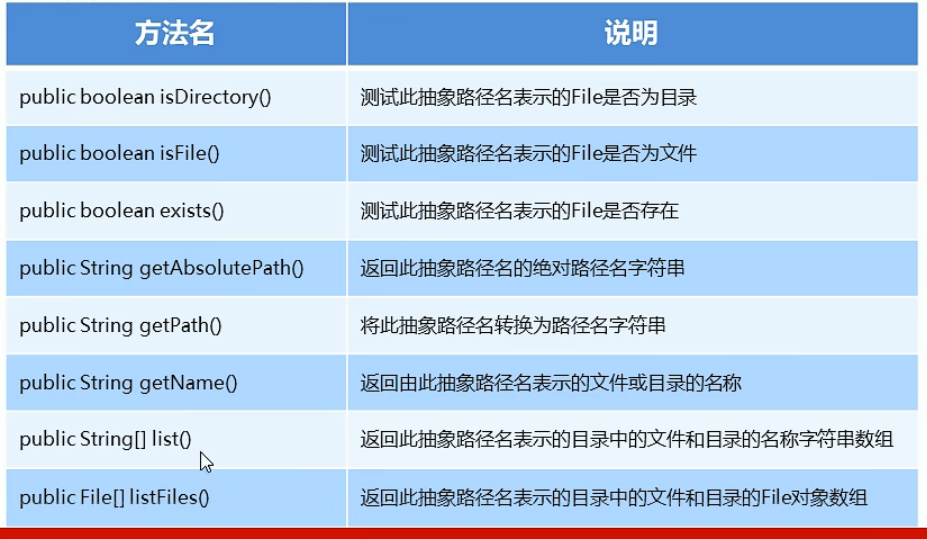 方法名 说明
public boolean isDirectory() 测试此抽象路径名表示的File是否为目录
public boolean isFile() 测试此抽象路径名表示的File是否为文件
public boolean exists() 测试此抽象路径名表示的File是否存在
public String getAbsolutePath() 返回此抽象路径名的绝对路径名字符串
public String getPath() 将此抽象路径名转换为路径名字符串
public String getName() 返回由此抽象路径名表示的文件或目录的名称
public String[] list() 返回此抽象路径名表示的目录中的文件和目录的名称字符串数组
public File[] listFiles() 返回此抽象路径名表示的目录中的文件和目录的File对象数组